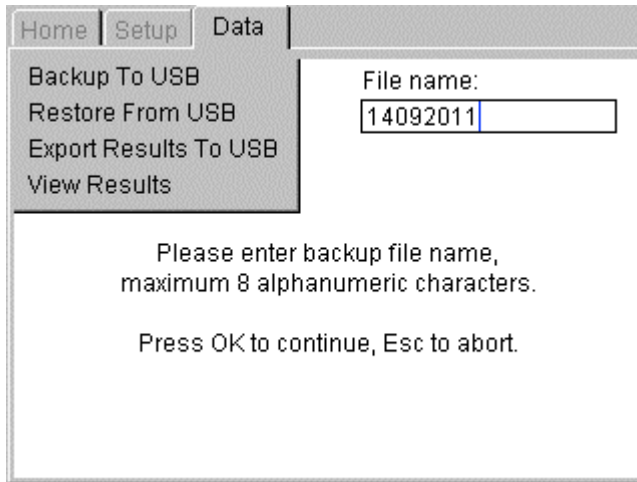 Home Setup Data
Backup To USB
Restore From USB
Export Results To USB
View Results
File name:
14092011
Please enter backup file name,
maximum 8 alphanumeric characters.
Press OK to continue, Esc to abort.